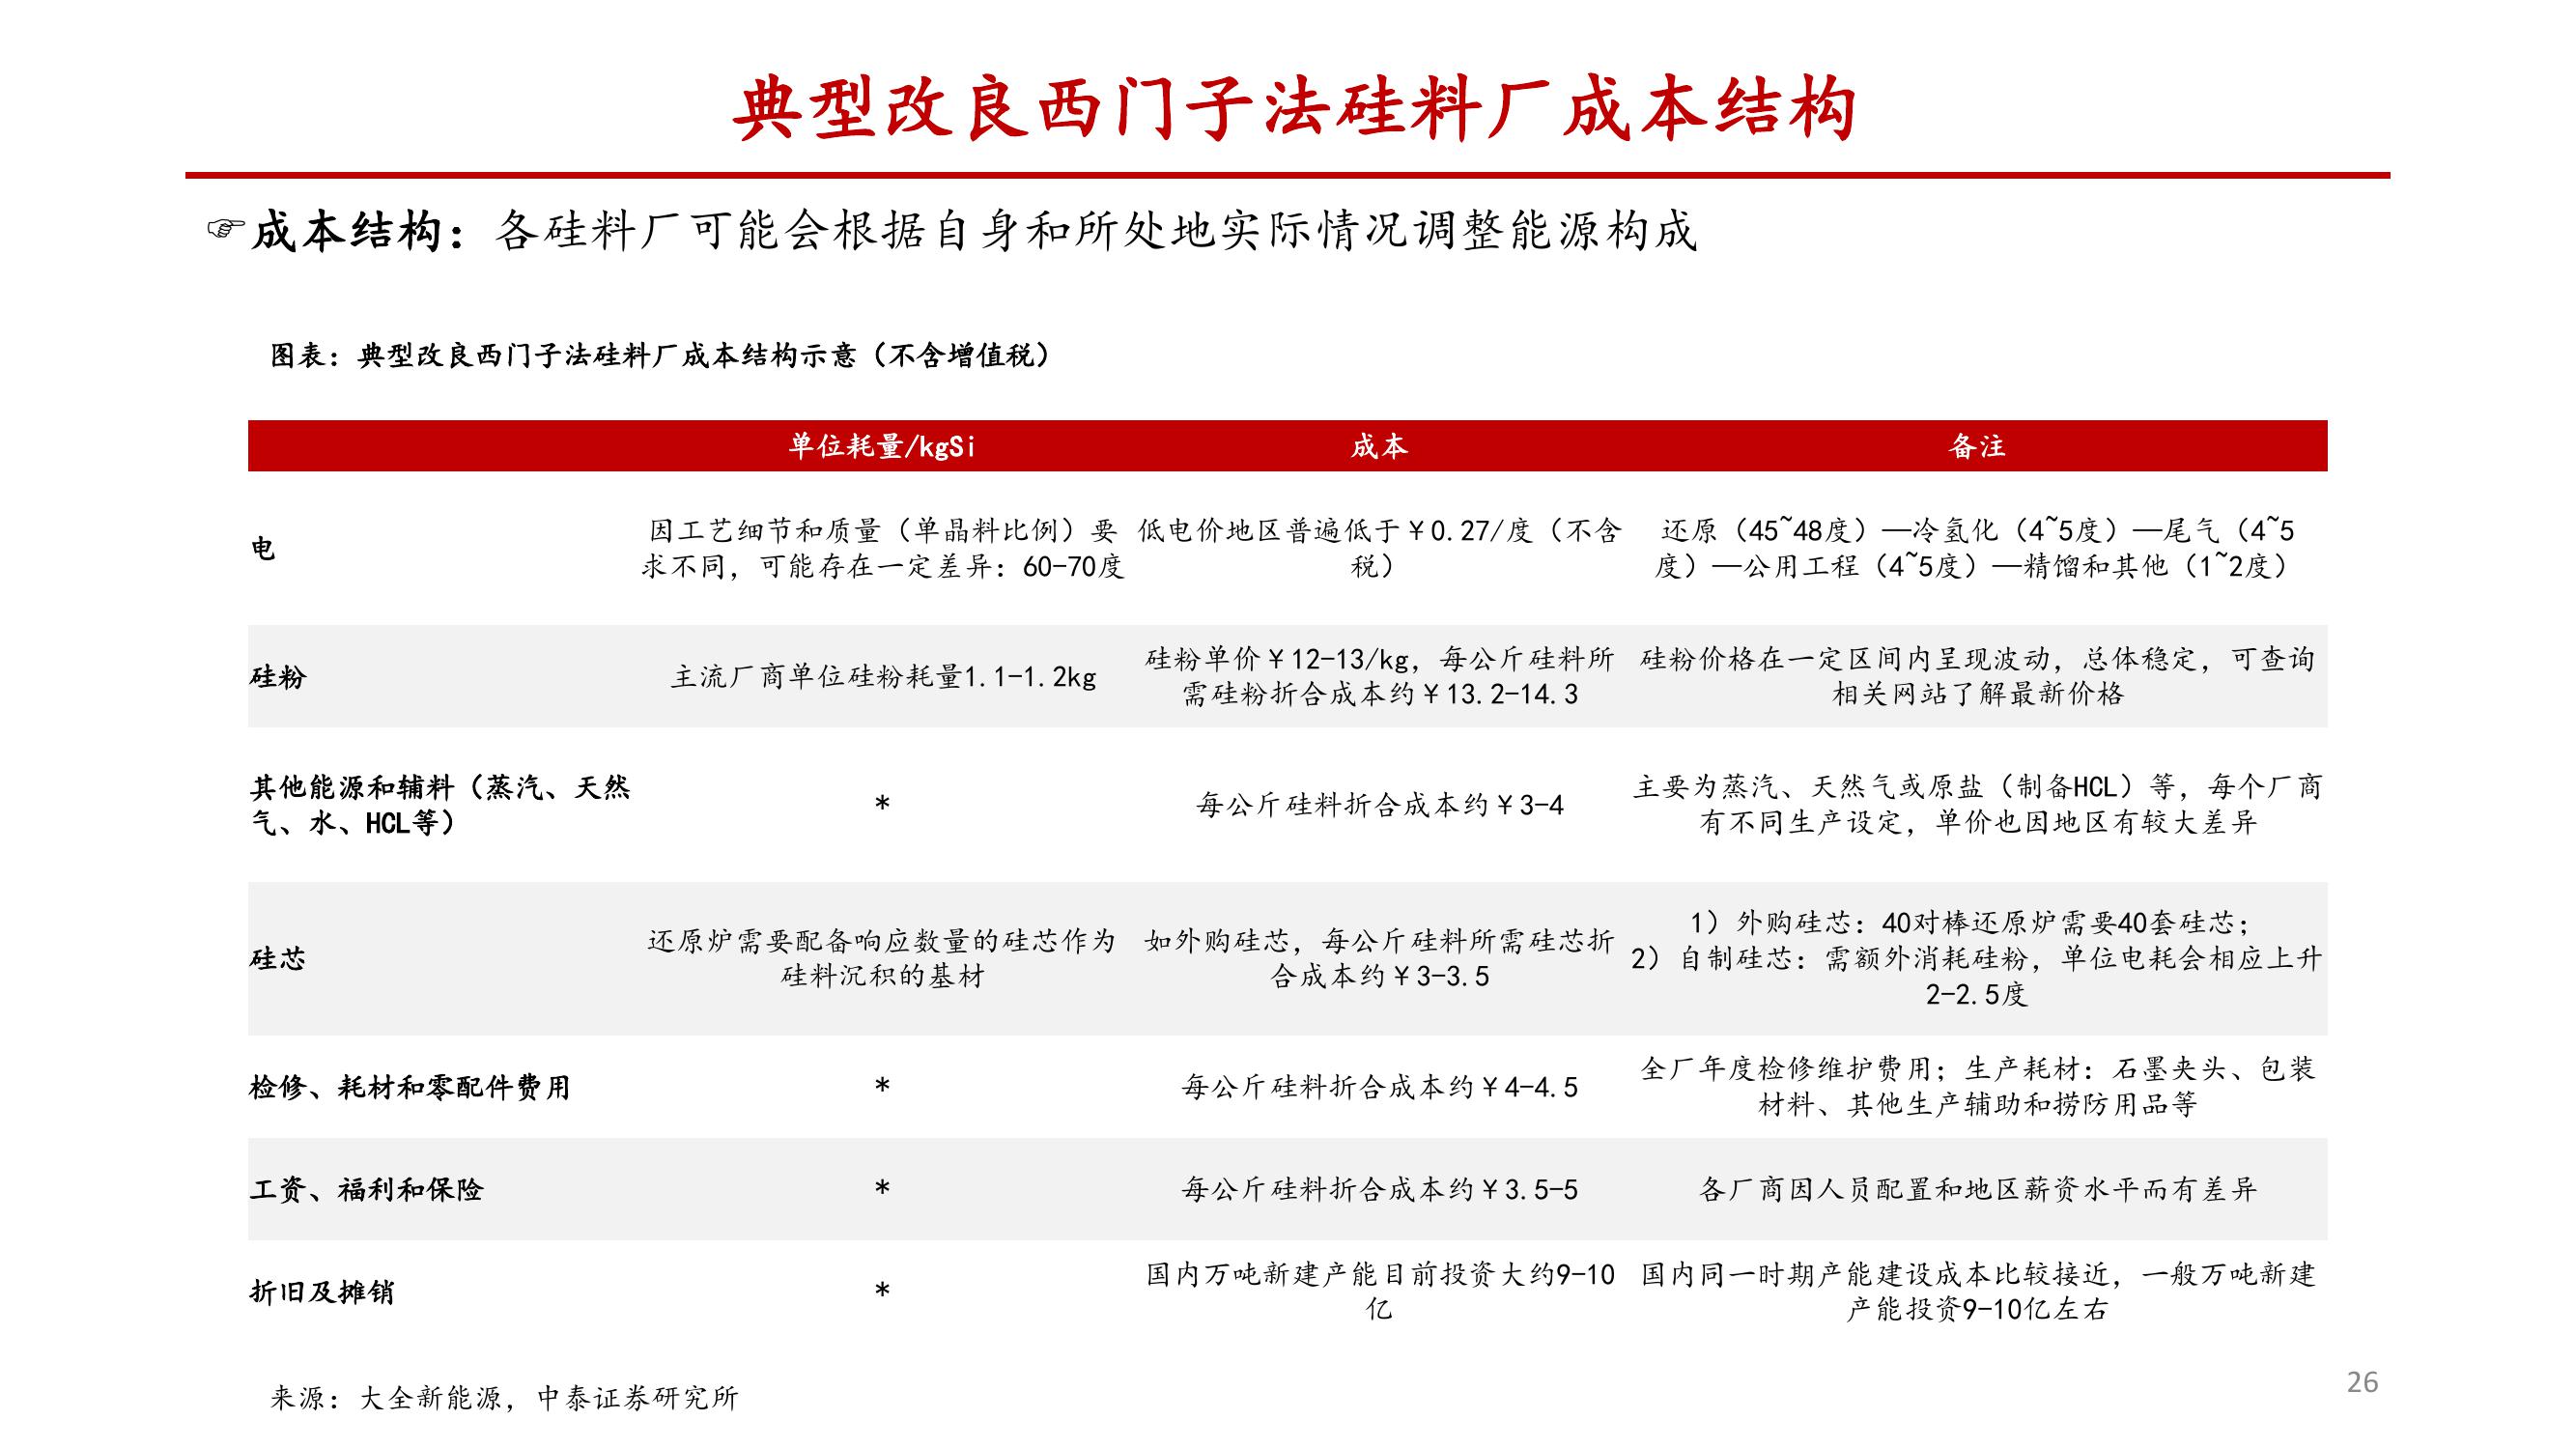 典型改良西门子法硅料厂成本结构
☞成本结构：各硅料厂可能会根据自身和所处地实际情况调整能源构成
图表：典型改良西门子法硅料厂成本结构示意（不含增值税）
单位耗量/kgSi 成本 备注
电
因工艺细节和质量（单晶料比例）要
求不同，可能存在一定差异：60-70度
低电价地区普遍低于￥0.27/度（不含
税）
还原（45~48度）—冷氢化（4~5度）—尾气（4~5
度）—公用工程（4~5度）—精馏和其他（1~2度）
硅粉
主流厂商单位硅粉耗量1.1-1.2kg
硅粉单价￥12-13/kg，每公斤硅料所
需硅粉折合成本约￥13.2-14.3
硅粉价格在一定区间内呈现波动，总体稳定，可查询
相关网站了解最新价格
其他能源和辅料（蒸汽、天然
气、水、HCL等）
*
每公斤硅料折合成本约￥3-4
主要为蒸汽、天然气或原盐（制备HCL）等，每个厂商
有不同生产设定，单价也因地区有较大差异
硅芯
还原炉需要配备响应数量的硅芯作为
硅料沉积的基材
如外购硅芯，每公斤硅料所需硅芯折
合成本约￥3-3.5
1）外购硅芯：40对棒还原炉需要40套硅芯；
2）自制硅芯：需额外消耗硅粉，单位电耗会相应上升
2-2.5度
检修、耗材和零配件费用
*
每公斤硅料折合成本约￥4-4.5
全厂年度检修维护费用；生产耗材：石墨夹头、包装
材料、其他生产辅助和捞防用品等
工资、福利和保险
*
每公斤硅料折合成本约￥3.5-5
各厂商因人员配置和地区薪资水平而有差异
折旧及摊销
*
国内万吨新建产能目前投资大约9-10
亿
国内同一时期产能建设成本比较接近，一般万吨新建
产能投资9-10亿左右
来源：大全新能源，中泰证券研究所
26